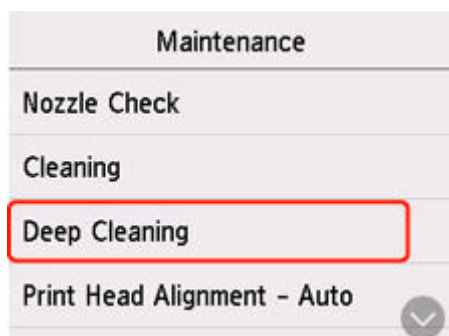 Maintenance
Nozzle Check
Cleaning
Deep Cleaning
Print Head Alignment - Auto